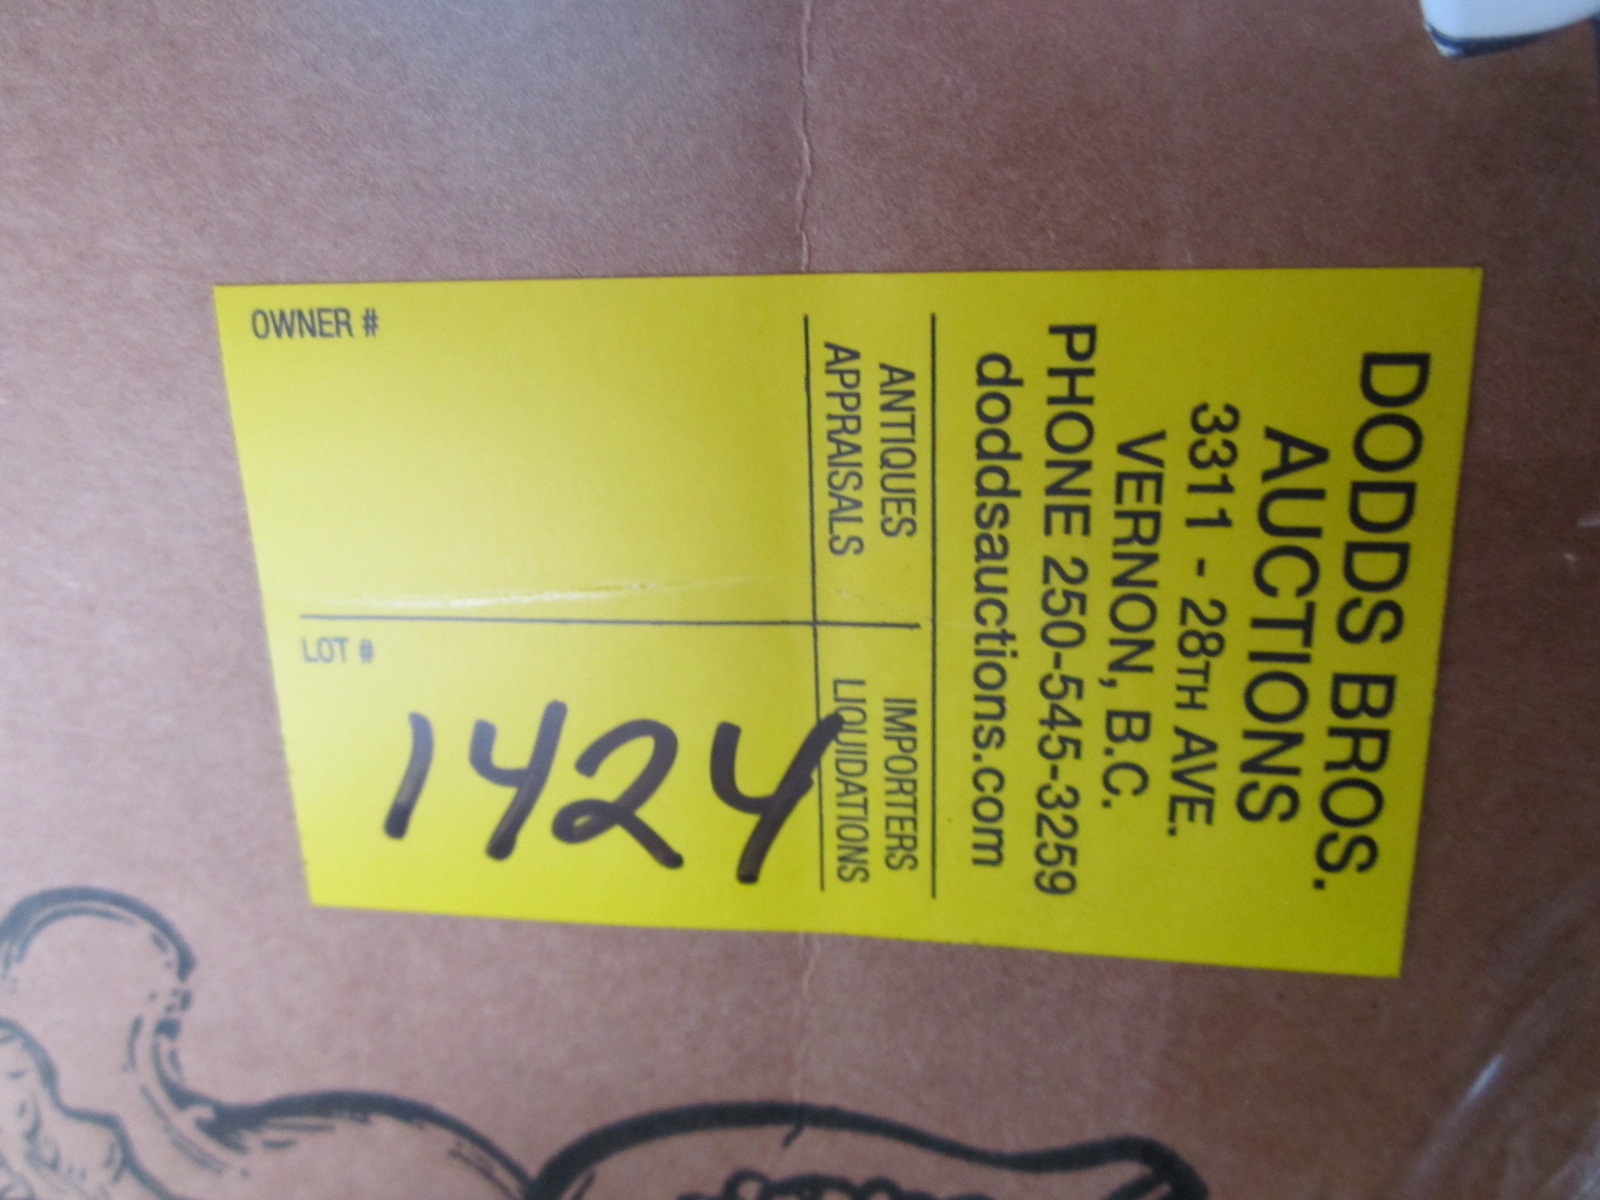 DODDS BROS.
AUCTIONS
3311 - 28TH AVE.
VERNON, B.C.
PHONE 250-545-3259
doddsauctions.com
ANTIQUES IMPORTERS
APPRAISALS LIQUIDATIONS
OWNER #
LOT #
1424